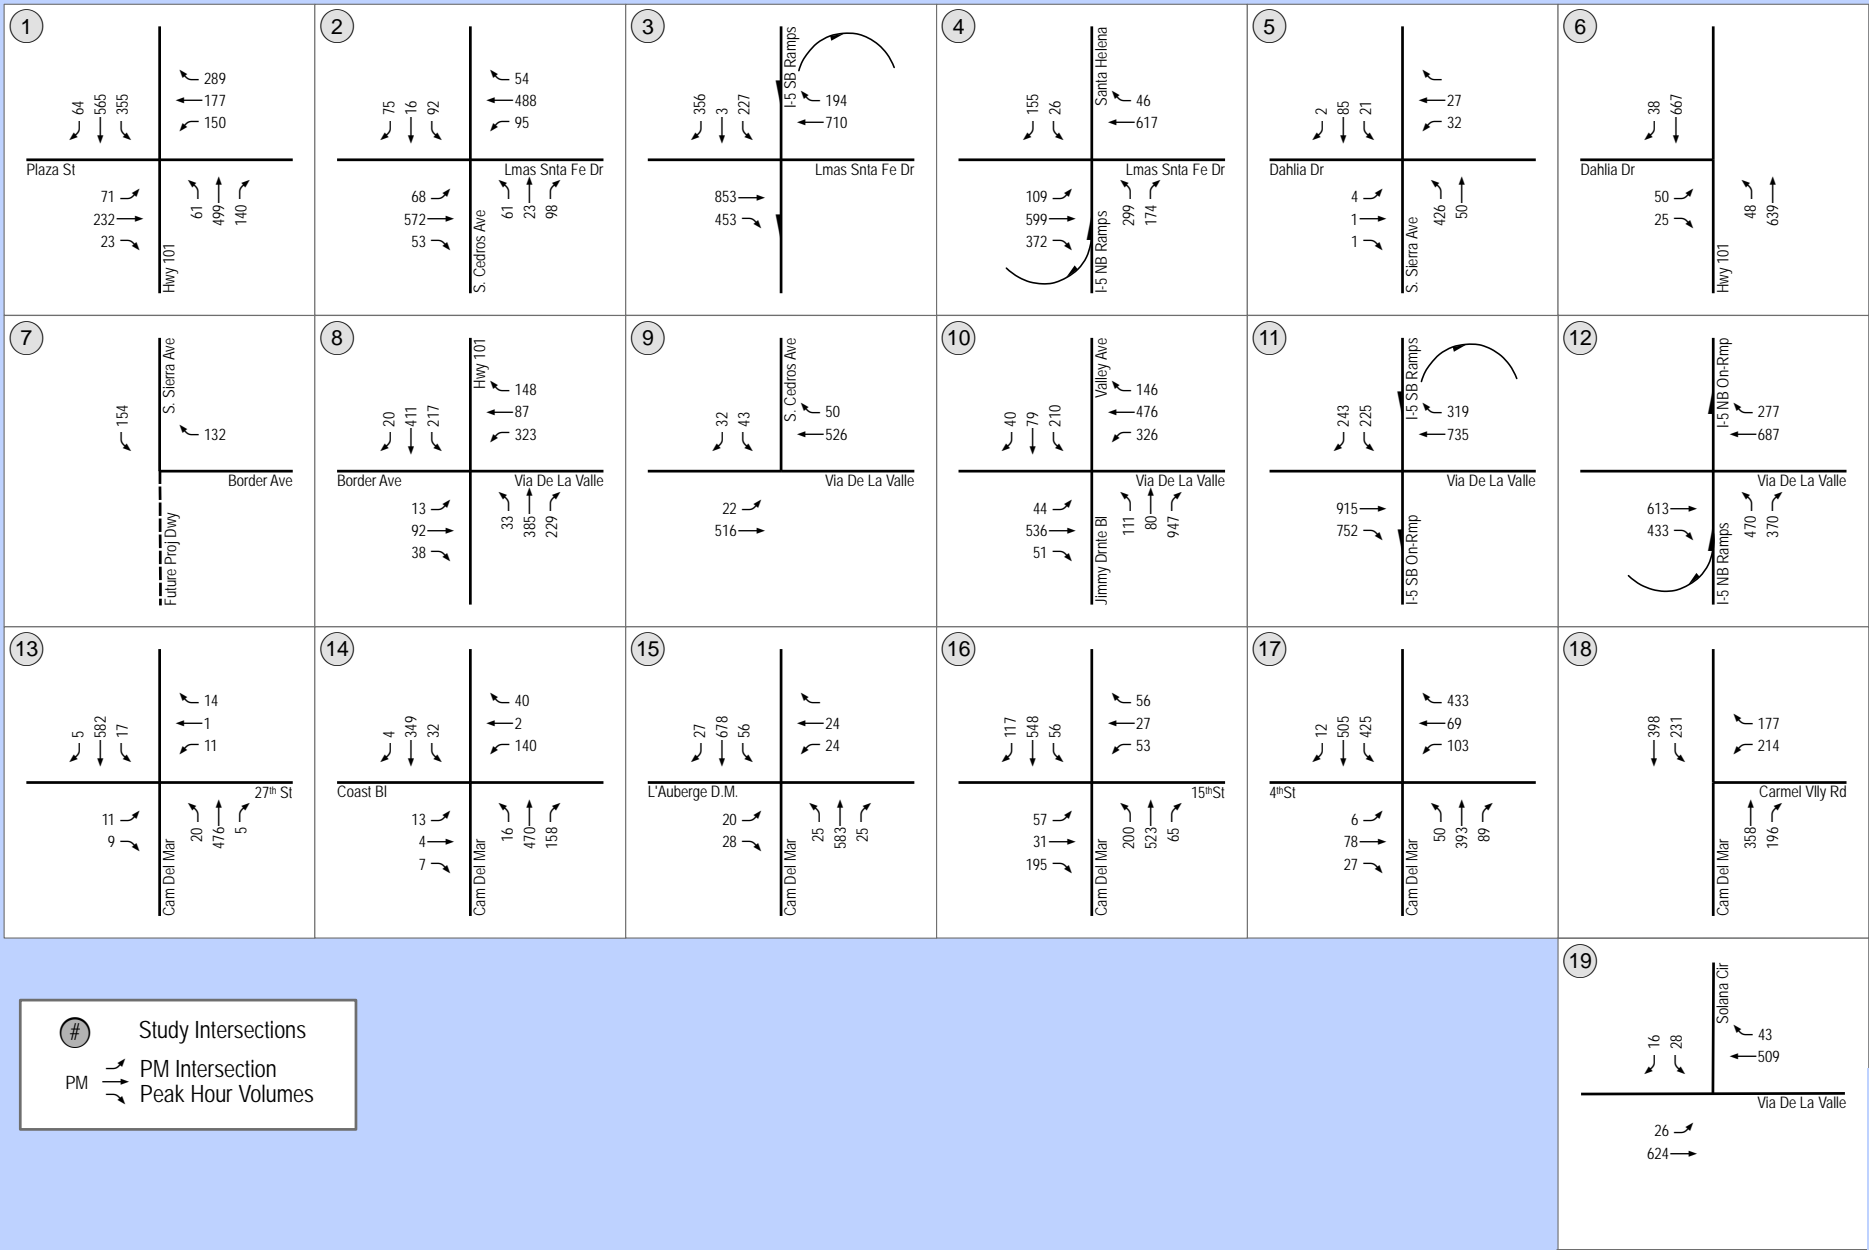 1
64 565 355
289
177
150
Plaza St
71
232
23
61 499 140
Hwy 101
2
75 16 92
54
488
95
Lmas Snta Fe Dr
68
572
53
61 23 98
S. Cedros Ave
3
356 3 227
I-5 SB Ramps
194
710
Lmas Snta Fe Dr
853
453
4
155 26
Santa Helena
46
617
Lmas Snta Fe Dr
109
599
372
299 174
I-5 NB Ramps
5
2 85 21
27
32
Dahlia Dr
4
1
1
426 50
S. Sierra Ave
6
38 667
Dahlia Dr
50
25
48 639
Hwy 101
7
154
S. Sierra Ave
132
Border Ave
Future Proj Dwy
8
20 411 217
Hwy 101
148
87
323
Border Ave
Via De La Valle
13
92
38
33 385 229
9
32 43
S. Cedros Ave
50
526
Via De La Valle
22
516
10
40 79 210
Valley Ave
146
476
326
Via De La Valle
44
536
51
111 80 947
Jimmy Drnte Bl
11
243 225
I-5 SB Ramps
319
735
Via De La Valle
915
752
I-5 SB On-Rmp
12
I-5 NB On-Rmp
277
687
Via De La Valle
613
433
470 370
I-5 NB Ramps
13
5 582 17
14
1
11
27th St
11
9
20 476 5
Cam Del Mar
14
4 349 32
40
2
140
Coast Bl
13
4
7
16 470 158
Cam Del Mar
15
27 678 56
24
24
L'Auberge D.M.
20
28
25 583 25
Cam Del Mar
16
117 548 56
56
27
53
15thSt
57
31
195
200 523 65
Cam Del Mar
17
12 505 425
433
69
103
4thSt
6
78
27
50 393 89
Cam Del Mar
18
398 231
177
214
Carmel Vlly Rd
358 196
Cam Del Mar
19
16 28
Solana Cir
43
509
Via De La Valle
26
624
# Study Intersections
PM
PM Intersection
Peak Hour Volumes